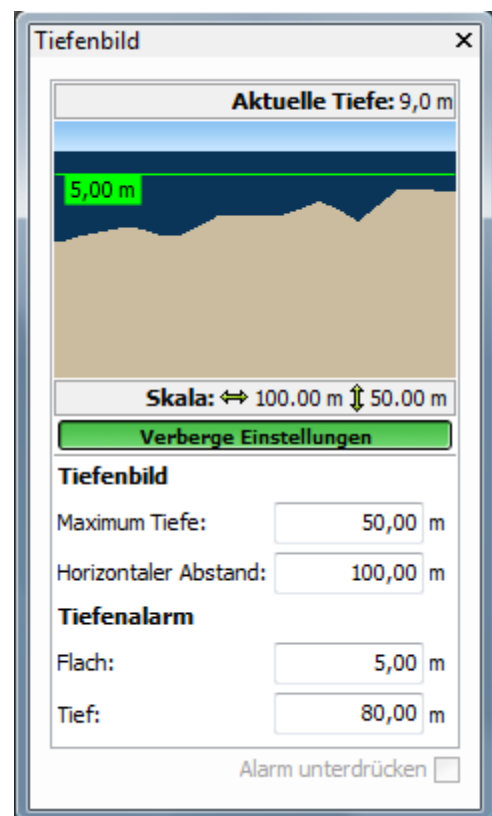 Tiefenbild
Aktuelle Tiefe: 9,0 m
5,00 m
Skala: ⇔ 100.00 m ⇕ 50.00 m
Verberge Einstellungen
Tiefenbild
Maximum Tiefe: 50,00 m
Horizontaler Abstand: 100,00 m
Tiefenalarm
Flach: 5,00 m
Tief: 80,00 m
Alarm unterdrücken